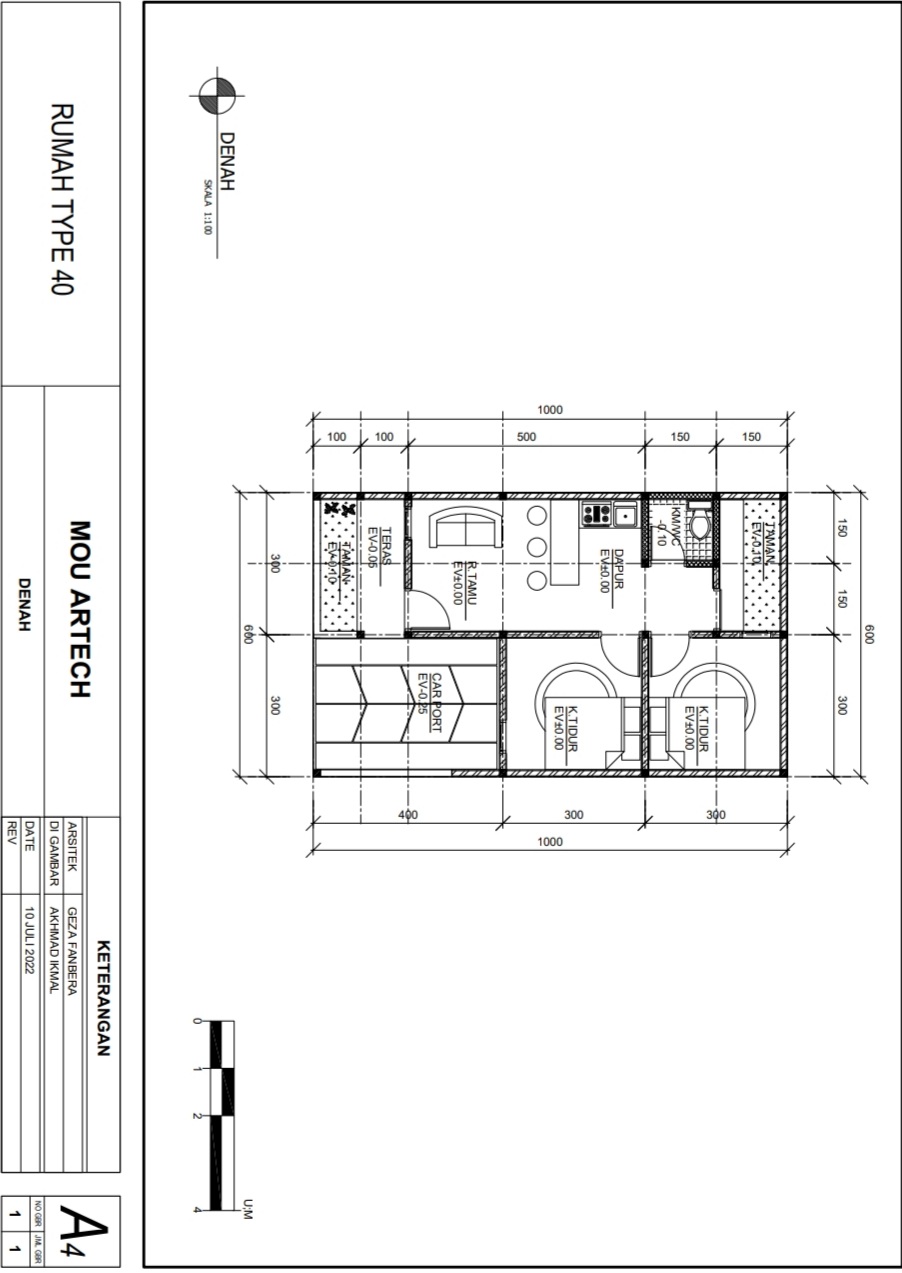 DENAH
SKALA 1:100
1000
100
100
500
150
150
150
150
300
600
300
300
600
400
300
300
1000
TAMAN
EV-0.10
KM/WC
-0.10
DAPUR
EV±0.00
R.TAMU
EV±0.00
TERAS
EV-0.05
TAMAN
EV-0.10
K.TIDUR
EV±0.00
K.TIDUR
EV±0.00
CAR PORT
EV-0.25
0
1
2
4
U:M
RUMAH TYPE 40
MOU ARTECH
DENAH
KETERANGAN
ARSITEK GEZA FANBERA
DI GAMBAR AKHMAD IKMAL
DATE 10 JULI 2022
REV
A4
NO GBR JML GBR
1 1